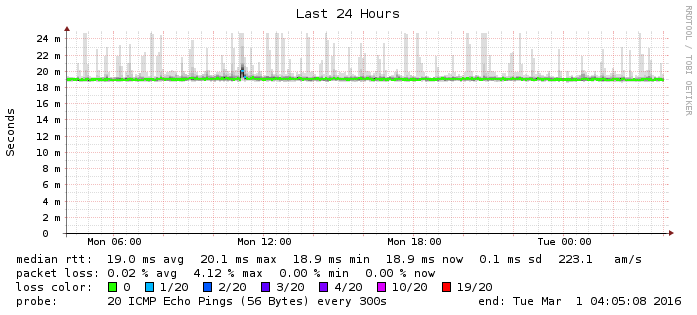 Last 24 Hours
RRDTOOL / TOBI OETIKER
Seconds
24 m
22 m
20 m
18 m
16 m
14 m
12 m
10 m
8 m
6 m
4 m
2 m
0
Mon 06:00 Mon 12:00 Mon 18:00 Tue 00:00
median rtt: 19.0 ms avg 20.1 ms max 18.9 ms min 18.9 ms now 0.1 ms sd 223.1 am/s
packet loss: 0.02 % avg 4.12 % max 0.00 % min 0.00 % now
loss color: 0 1/20 2/20 3/20 4/20 10/20 19/20
probe: 20 ICMP Echo Pings (56 Bytes) every 300s end: Tue Mar 1 04:05:08 2016